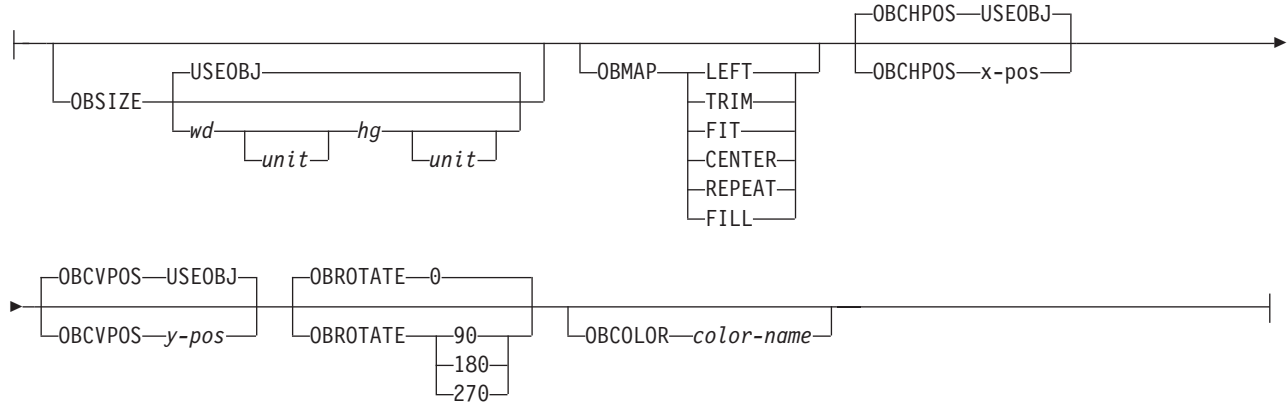 OBCHPOS USEOBJ
USEOBJ OBMAP LEFT OBCHPOS x-pos
OBSIZE TRIM
wd hg FIT
unit unit CENTER
REPEAT
FILL
OBCVPOS USEOBJ OBROTATE 0
OBCVPOS y-pos OBROTATE 90 OBCOLOR color-name
180
270